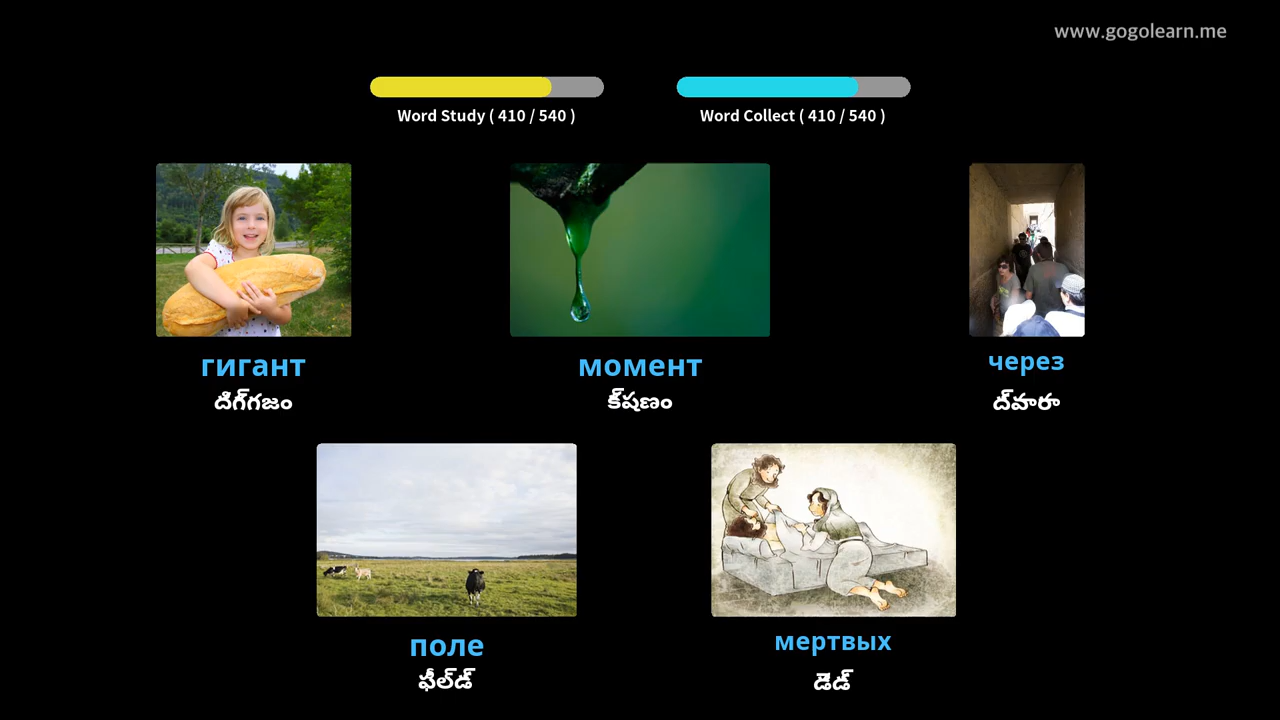 www.gogolearn.me
Word Study ( 410 / 540 )
Word Collect ( 410 / 540 )
гигант
దిగ్‌గజం
момент
క్‌షణం
через
ద్‌వారా
поле
ఫీల్‌డ్
мертвых
డెడ్